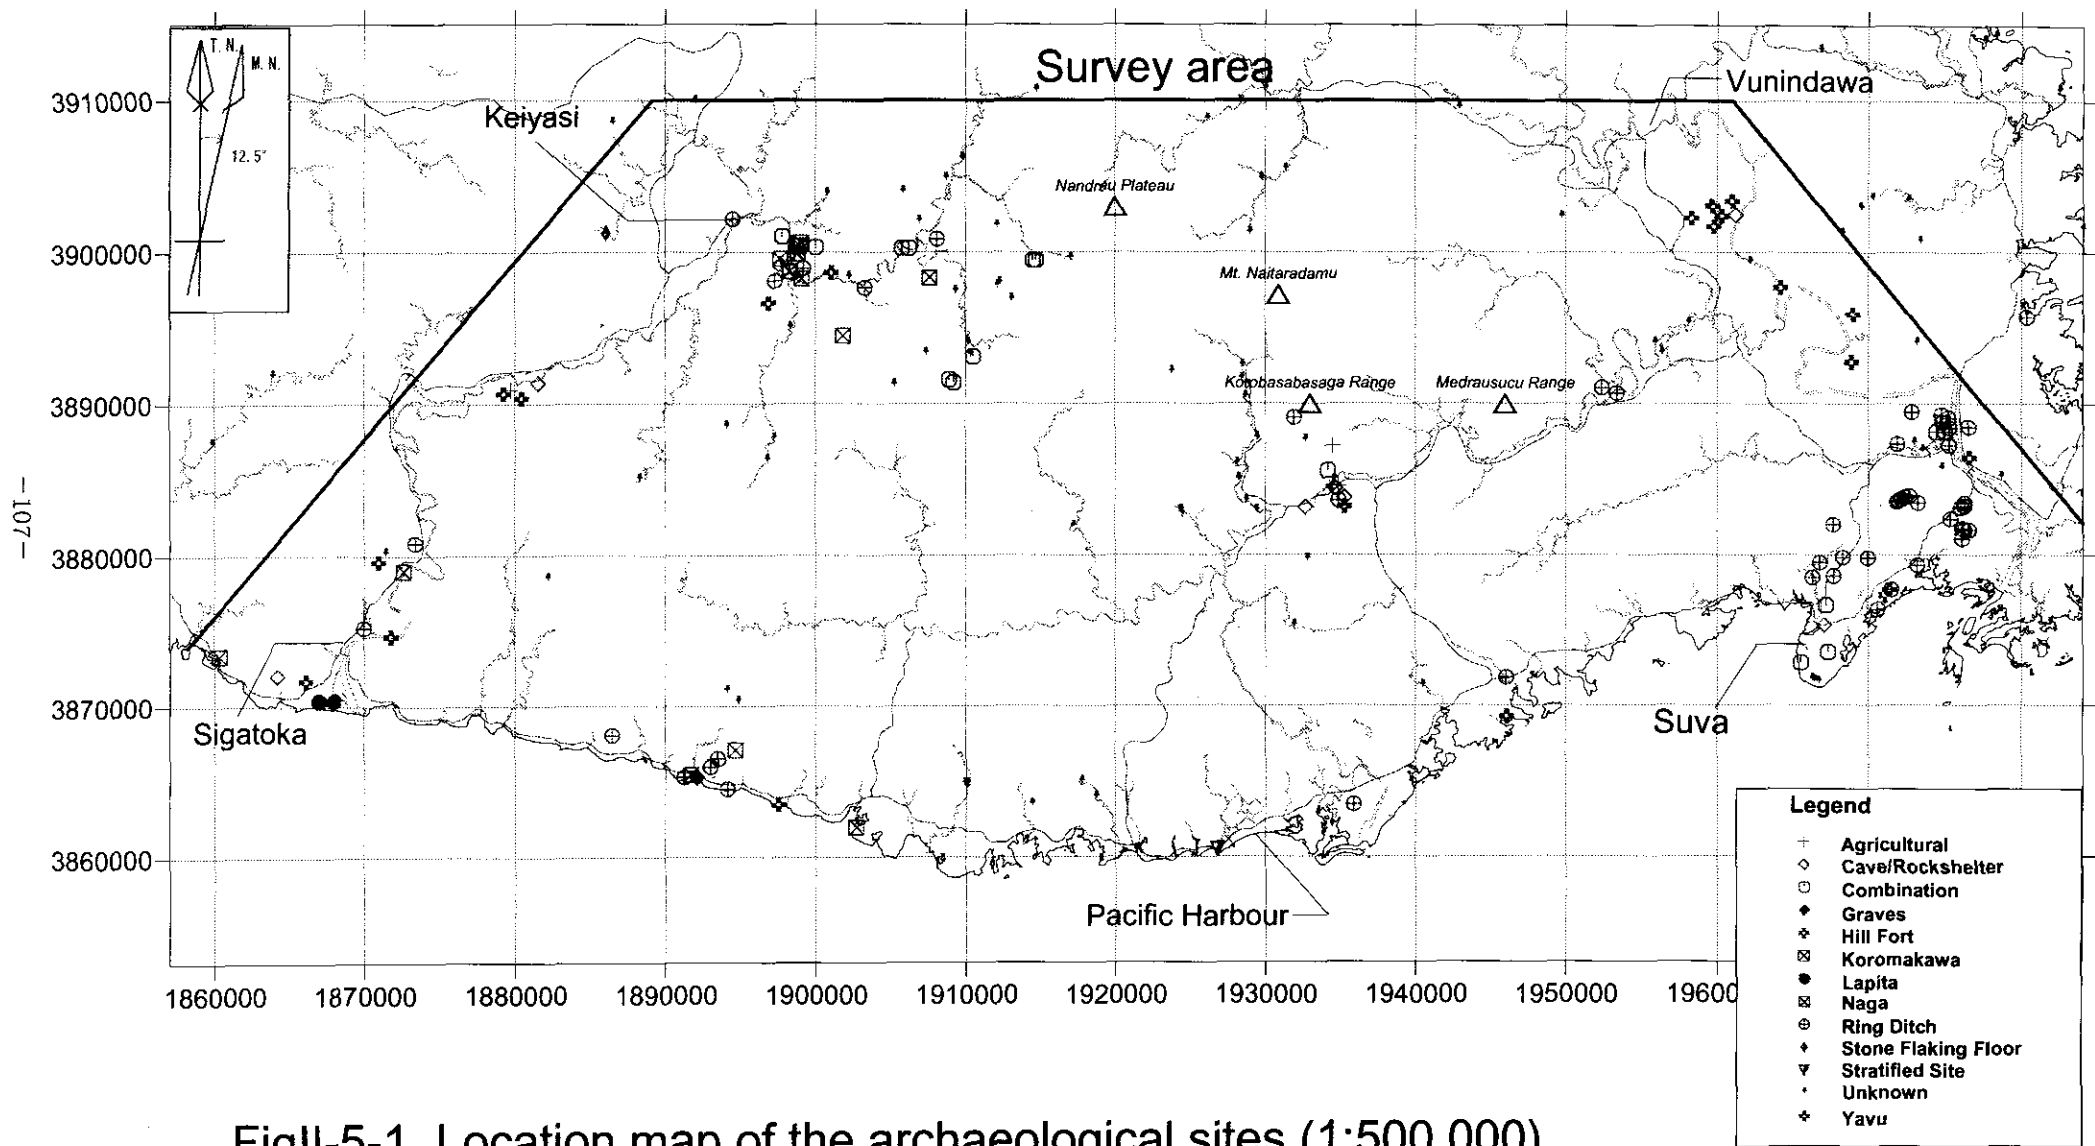 Survey area
T. N.
M. N.
12.5°
Vunindawa
Keiyasi
3910000
Nandrau Plateau
3900000
Mt. Naitaradamu
Korobasabasaga Range
Medrausucu Range
3890000
3880000
3870000
Sigatoka
Suva
3860000
Pacific Harbour
1860000 1870000 1880000 1890000 1900000 1910000 1920000 1930000 1940000 1950000 1960
Legend
Agricultural
Cave/Rockshelter
Combination
Graves
Hill Fort
Koromakawa
Lapita
Naga
Ring Ditch
Stone Flaking Floor
Stratified Site
Unknown
Yavu
FigII-5-1 Location map of the archaeological sites (1:500,000)
-107-